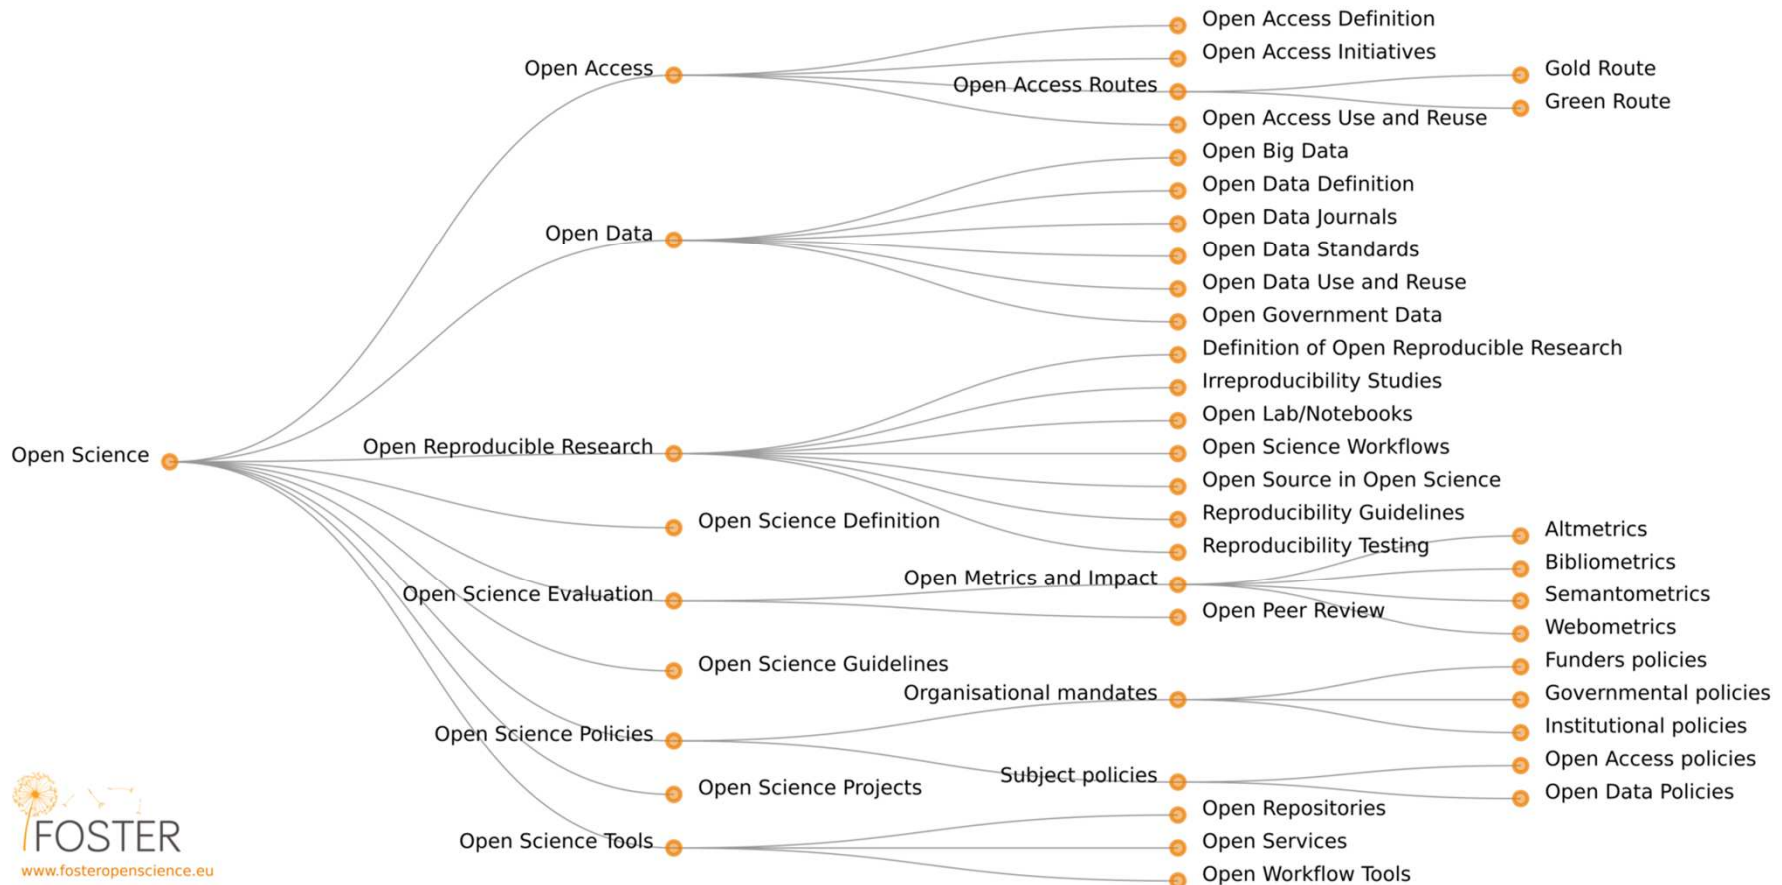 Open Access Definition
Open Access Initiatives
Open Access
Gold Route
Open Access Routes
Green Route
Open Access Use and Reuse
Open Big Data
Open Data Definition
Open Data Journals
Open Data
Open Data Standards
Open Data Use and Reuse
Open Government Data
Definition of Open Reproducible Research
Irreproducibility Studies
Open Lab/Notebooks
Open Science
Open Reproducible Research
Open Science Workflows
Open Source in Open Science
Reproducibility Guidelines
Open Science Definition
Altmetrics
Reproducibility Testing
Bibliometrics
Open Metrics and Impact
Open Science Evaluation
Semantometrics
Open Peer Review
Webometrics
Open Science Guidelines
Funders policies
Organisational mandates
Governmental policies
Institutional policies
Open Science Policies
Open Access policies
Subject policies
Open Science Projects
Open Data Policies
Open Repositories
Open Science Tools
Open Services
Open Workflow Tools
FOSTER
www.fosteropenscience.eu